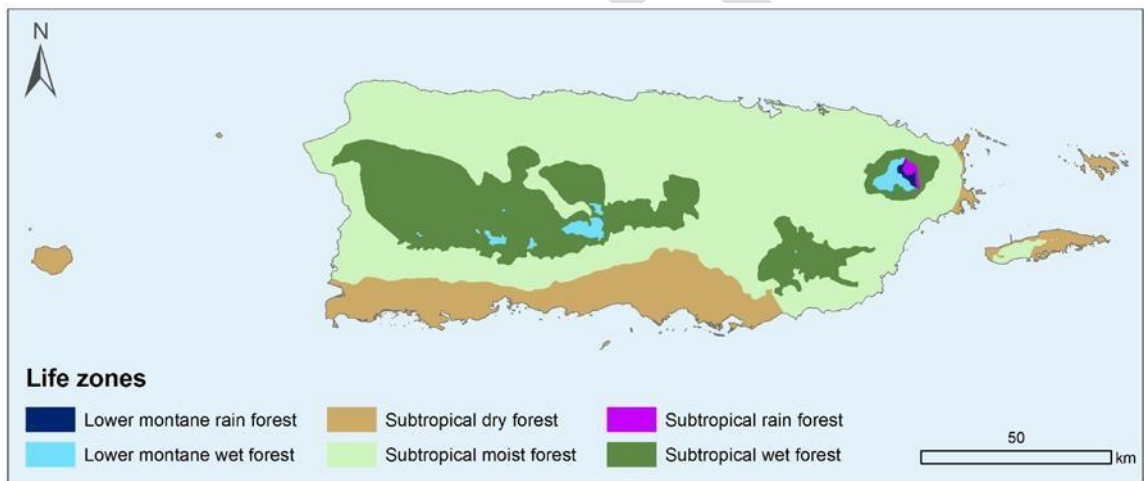 N
Life zones
Lower montane rain forest
Subtropical dry forest
Subtropical rain forest
Lower montane wet forest
Subtropical moist forest
Subtropical wet forest
50
km